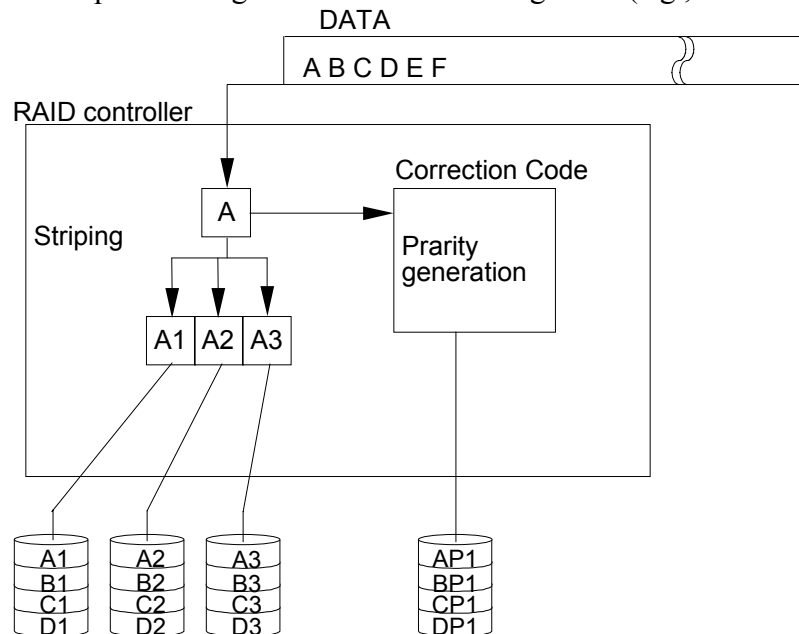 DATA
A B C D E F
RAID controller
Correction Code
A
Striping
Prarity
generation
A1 A2 A3
A1 A2 A3 AP1
B1 B2 B3 BP1
C1 C2 C3 CP1
D1 D2 D3 DP1